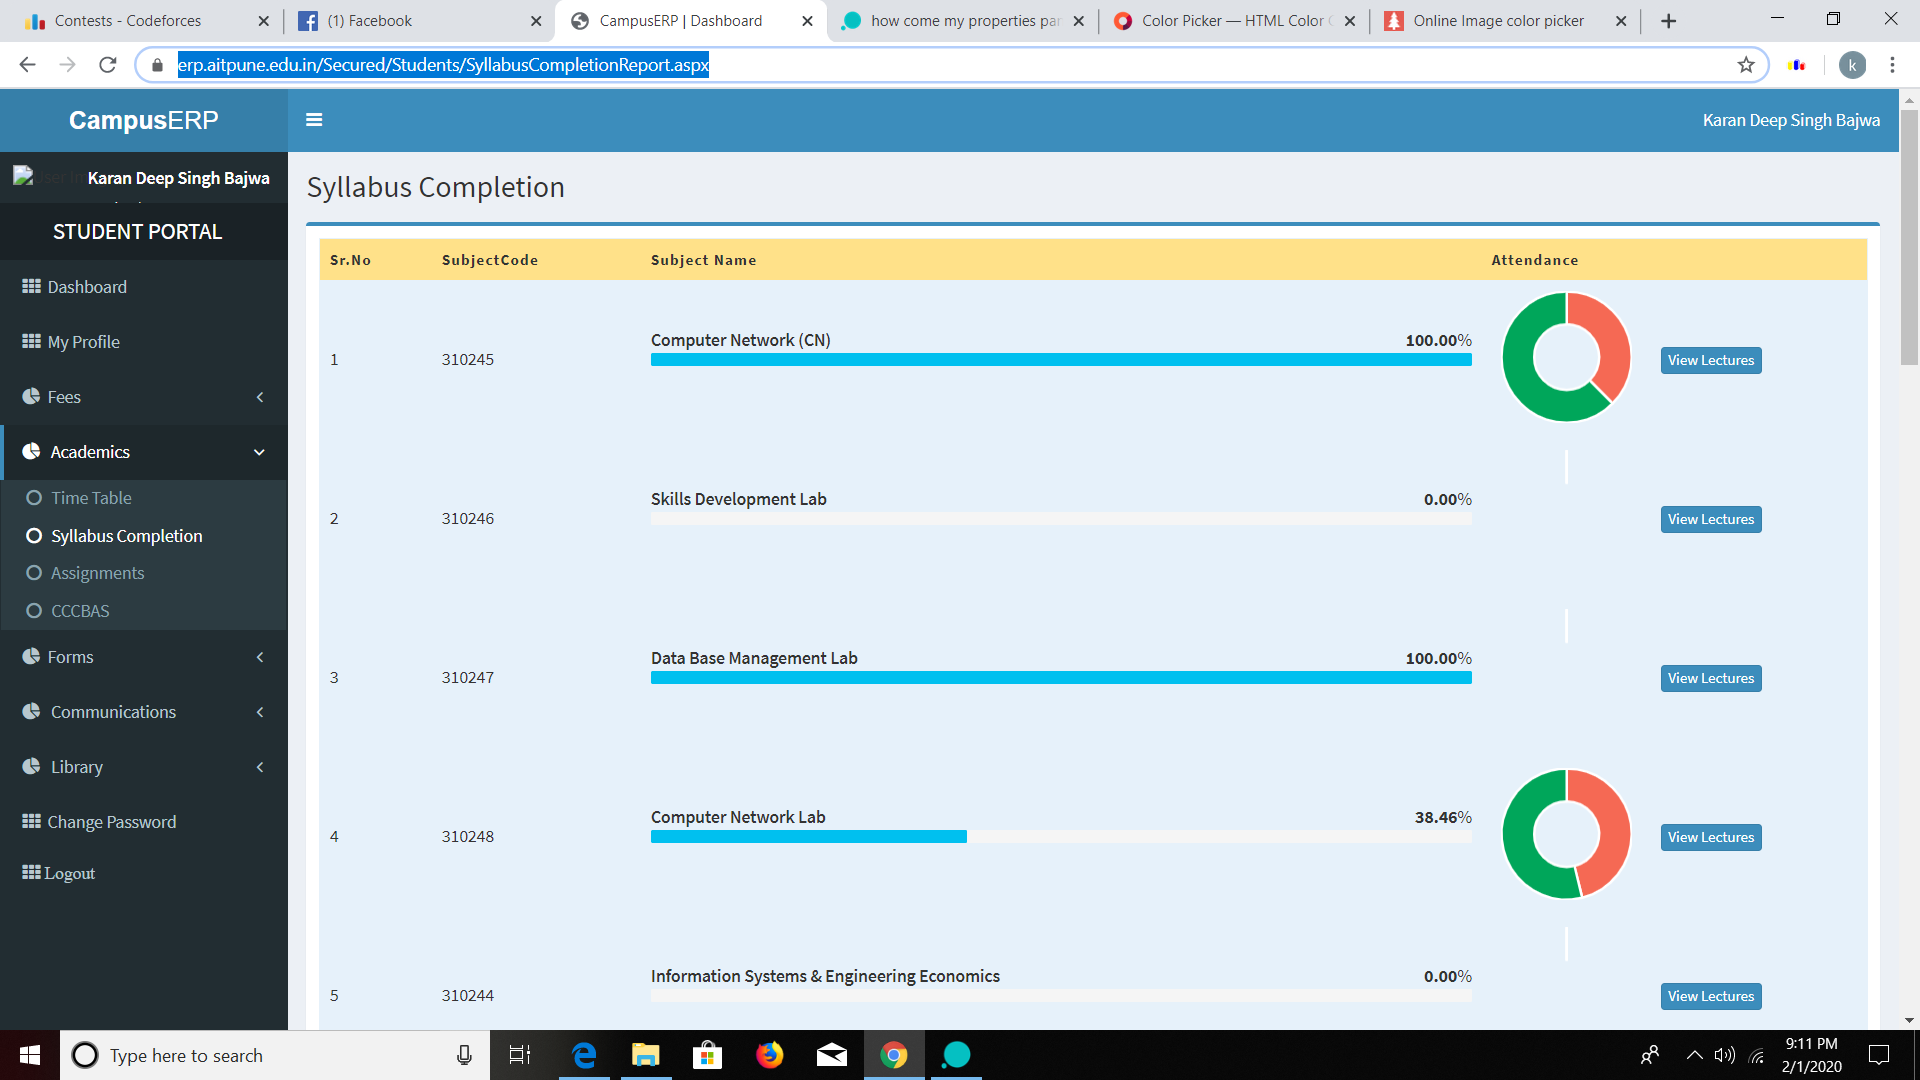 Contests - Codeforces
(1) Facebook
CampusERP | Dashboard
how come my properties par
Color Picker — HTML Color
Online Image color picker
erp.aitpune.edu.in/Secured/Students/SyllabusCompletionReport.aspx
k
CampusERP
Karan Deep Singh Bajwa
Karan Deep Singh Bajwa
STUDENT PORTAL
Dashboard
My Profile
Fees
Academics
Time Table
Syllabus Completion
Assignments
CCCBAS
Forms
Communications
Library
Change Password
Logout
Syllabus Completion
Sr.No SubjectCode Subject Name Attendance
1 310245 Computer Network (CN) 100.00% View Lectures
2 310246 Skills Development Lab 0.00% View Lectures
3 310247 Data Base Management Lab 100.00% View Lectures
4 310248 Computer Network Lab 38.46% View Lectures
5 310244 Information Systems & Engineering Economics 0.00% View Lectures
Type here to search
9:11 PM
2/1/2020